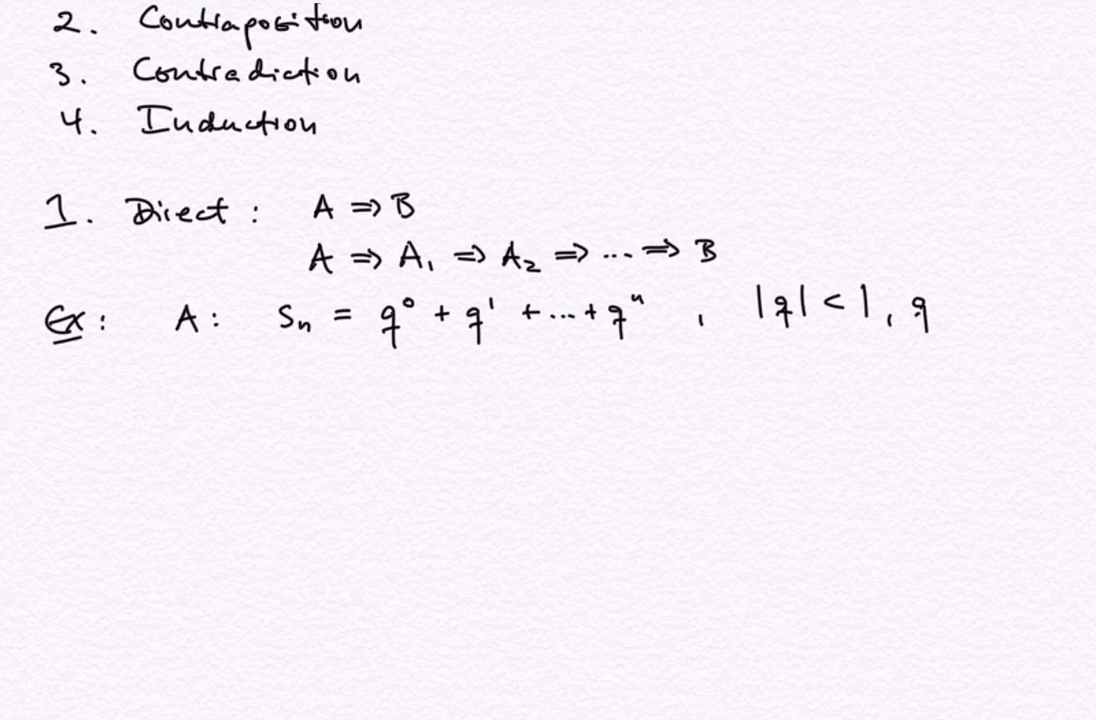 2. Contraposition
3. Contradiction
4. Induction
1. Direct : A ⇒ B
A ⇒ A₁ ⇒ A₂ ⇒ ... ⇒ B
Ex: A: Sₙ = q⁰ + q¹ + ... + qⁿ , |q| < 1, q